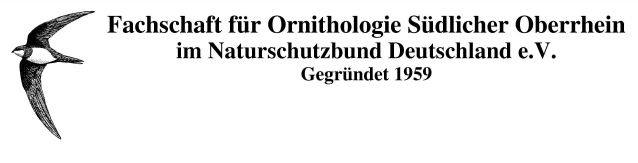 Fachschaft für Ornithologie Südlicher Oberrhein
im Naturschutzbund Deutschland e.V.
Gegründet 1959